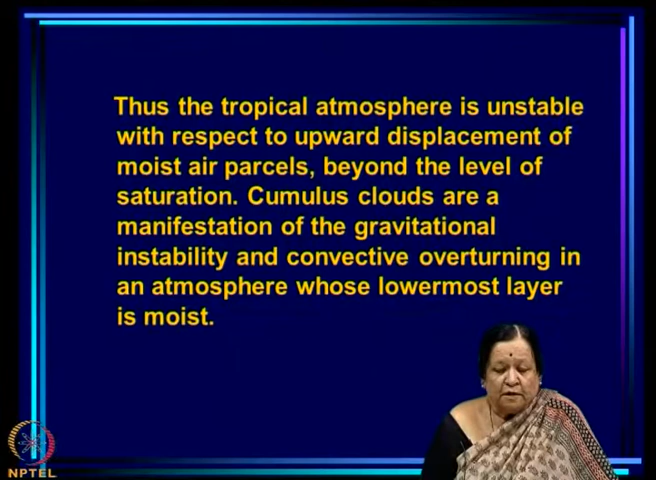 Thus the tropical atmosphere is unstable
with respect to upward displacement of
moist air parcels, beyond the level of
saturation. Cumulus clouds are a
manifestation of the gravitational
instability and convective overturning in
an atmosphere whose lowermost layer
is moist.
NPTEL